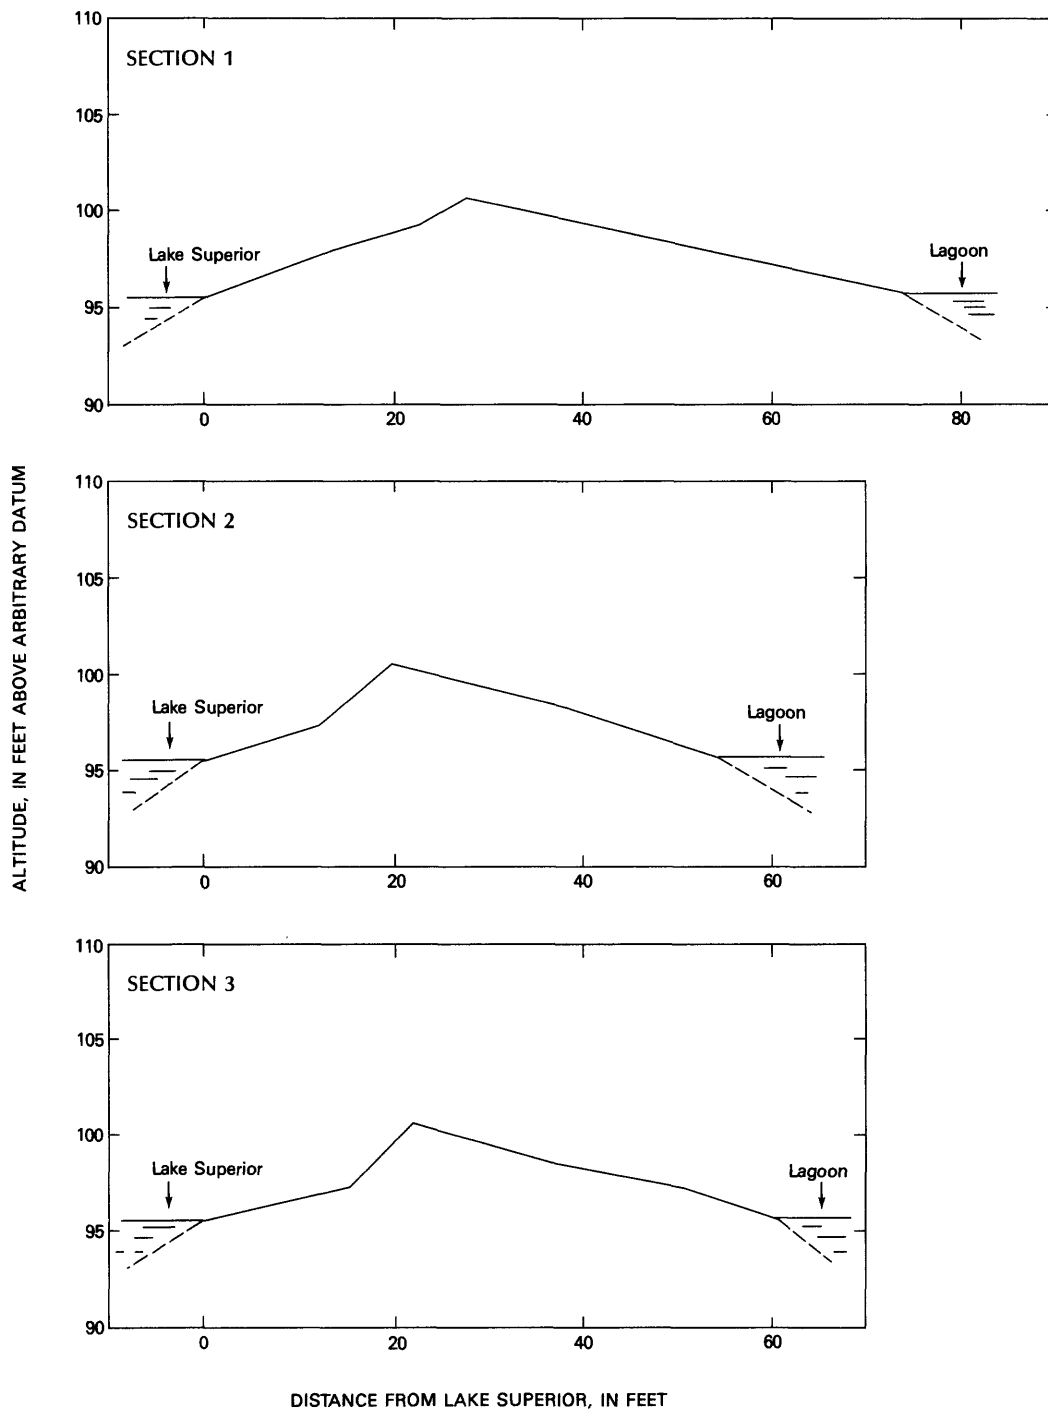 110
SECTION 1
105
100
Lake Superior
Lagoon
95
90
0 20 40 60 80
ALTITUDE, IN FEET ABOVE ARBITRARY DATUM
110
SECTION 2
105
100
Lake Superior
Lagoon
95
90
0 20 40 60
110
SECTION 3
105
100
Lake Superior
Lagoon
95
90
0 20 40 60
DISTANCE FROM LAKE SUPERIOR, IN FEET